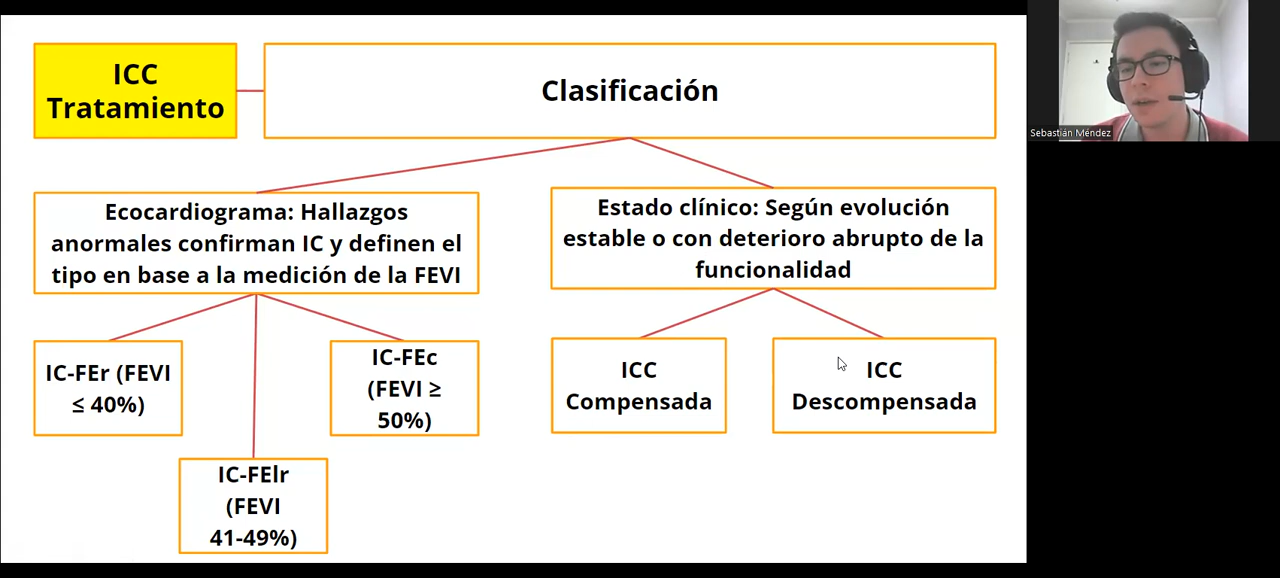 ICC
Tratamiento
Clasificación
Sebastián Méndez
Ecocardiograma: Hallazgos
anormales confirman IC y definen el
tipo en base a la medición de la FEVI
Estado clínico: Según evolución
estable o con deterioro abrupto de la
funcionalidad
IC-FEr (FEVI
≤ 40%)
IC-FElr
(FEVI
41-49%)
IC-FEc
(FEVI ≥
50%)
ICC
Compensada
ICC
Descompensada